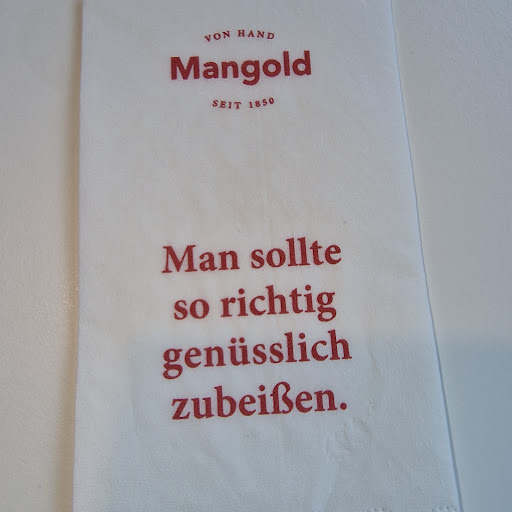 VON HAND
Mangold
SEIT 1850
Man sollte
so richtig
genüsslich
zubeißen.